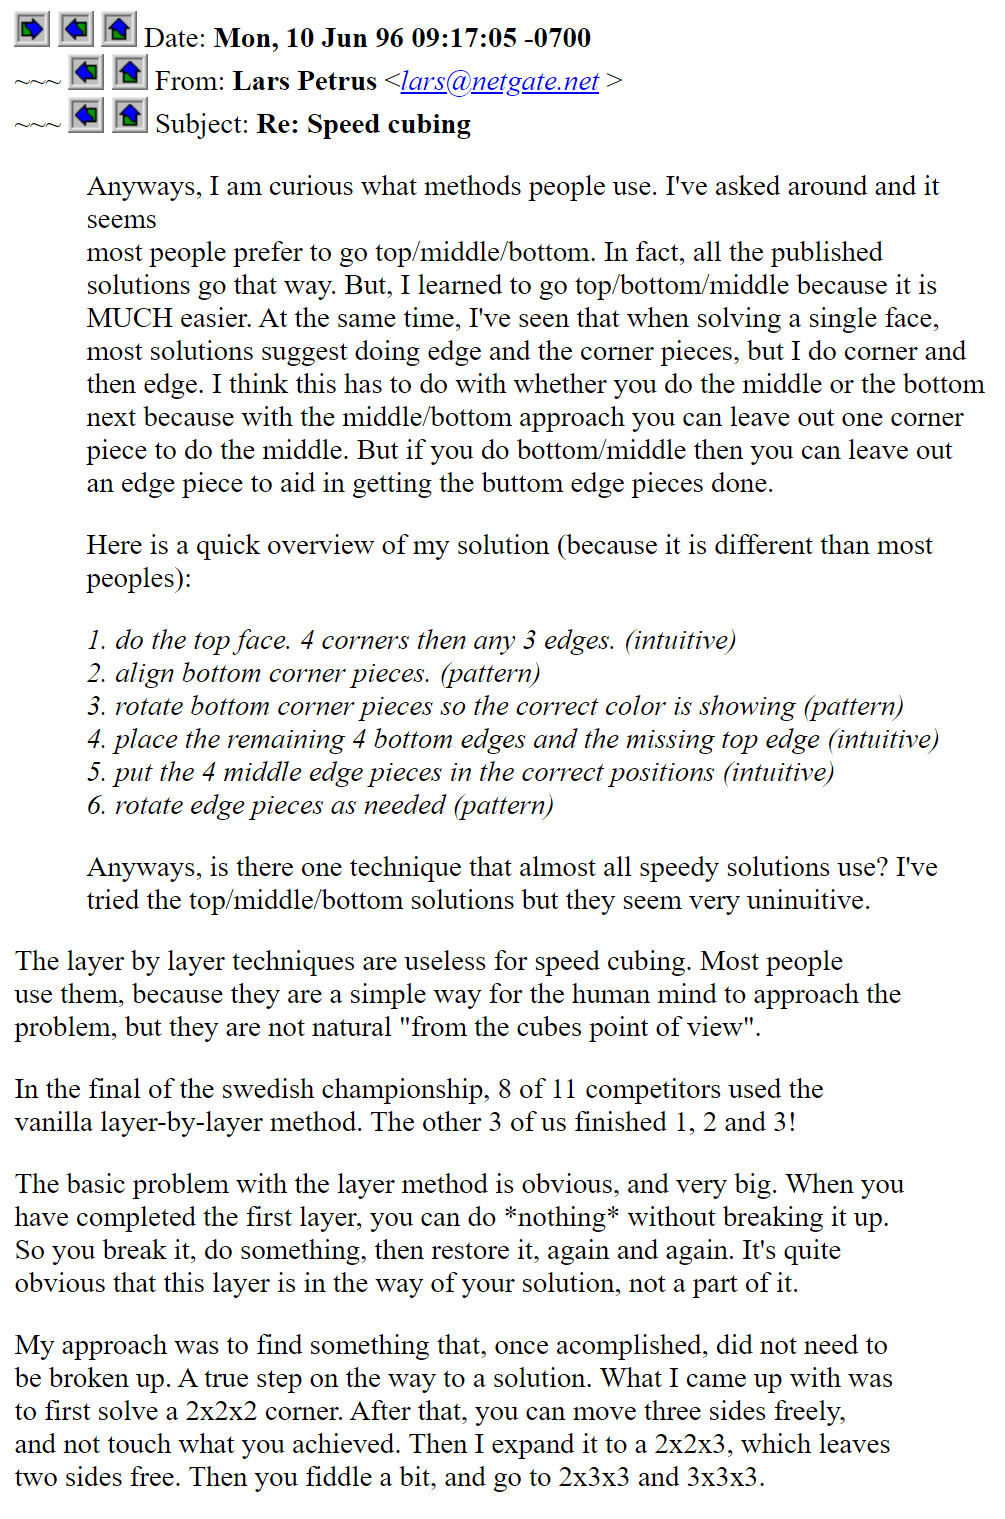 Date: Mon, 10 Jun 96 09:17:05 -0700
~~~ From: Lars Petrus <lars@netgate.net >
~~~ Subject: Re: Speed cubing
Anyways, I am curious what methods people use. I've asked around and it
seems
most people prefer to go top/middle/bottom. In fact, all the published
solutions go that way. But, I learned to go top/bottom/middle because it is
MUCH easier. At the same time, I've seen that when solving a single face,
most solutions suggest doing edge and the corner pieces, but I do corner and
then edge. I think this has to do with whether you do the middle or the bottom
next because with the middle/bottom approach you can leave out one corner
piece to do the middle. But if you do bottom/middle then you can leave out
an edge piece to aid in getting the buttom edge pieces done.
Here is a quick overview of my solution (because it is different than most
peoples):
1. do the top face. 4 corners then any 3 edges. (intuitive)
2. align bottom corner pieces. (pattern)
3. rotate bottom corner pieces so the correct color is showing (pattern)
4. place the remaining 4 bottom edges and the missing top edge (intuitive)
5. put the 4 middle edge pieces in the correct positions (intuitive)
6. rotate edge pieces as needed (pattern)
Anyways, is there one technique that almost all speedy solutions use? I've
tried the top/middle/bottom solutions but they seem very uninuitive.
The layer by layer techniques are useless for speed cubing. Most people
use them, because they are a simple way for the human mind to approach the
problem, but they are not natural "from the cubes point of view".
In the final of the swedish championship, 8 of 11 competitors used the
vanilla layer-by-layer method. The other 3 of us finished 1, 2 and 3!
The basic problem with the layer method is obvious, and very big. When you
have completed the first layer, you can do *nothing* without breaking it up.
So you break it, do something, then restore it, again and again. It's quite
obvious that this layer is in the way of your solution, not a part of it.
My approach was to find something that, once acomplished, did not need to
be broken up. A true step on the way to a solution. What I came up with was
to first solve a 2x2x2 corner. After that, you can move three sides freely,
and not touch what you achieved. Then I expand it to a 2x2x3, which leaves
two sides free. Then you fiddle a bit, and go to 2x3x3 and 3x3x3.